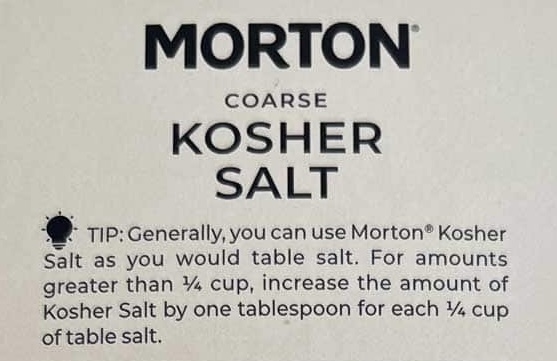 MORTON®
COARSE
KOSHER
SALT
TIP: Generally, you can use Morton® Kosher
Salt as you would table salt. For amounts
greater than ¼ cup, increase the amount of
Kosher Salt by one tablespoon for each ¼ cup
of table salt.